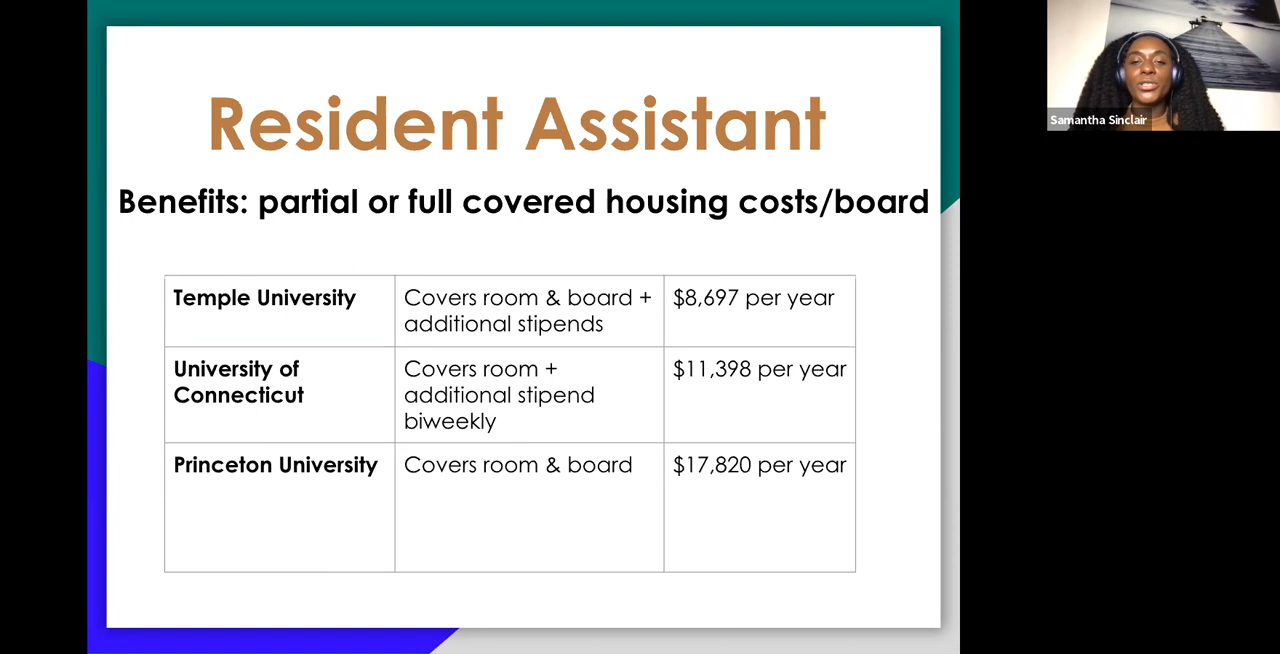 Resident Assistant
Benefits: partial or full covered housing costs/board
Temple University
Covers room & board +
additional stipends
$8,697 per year
University of
Connecticut
Covers room +
additional stipend
biweekly
$11,398 per year
Princeton University
Covers room & board
$17,820 per year
Samantha Sinclair